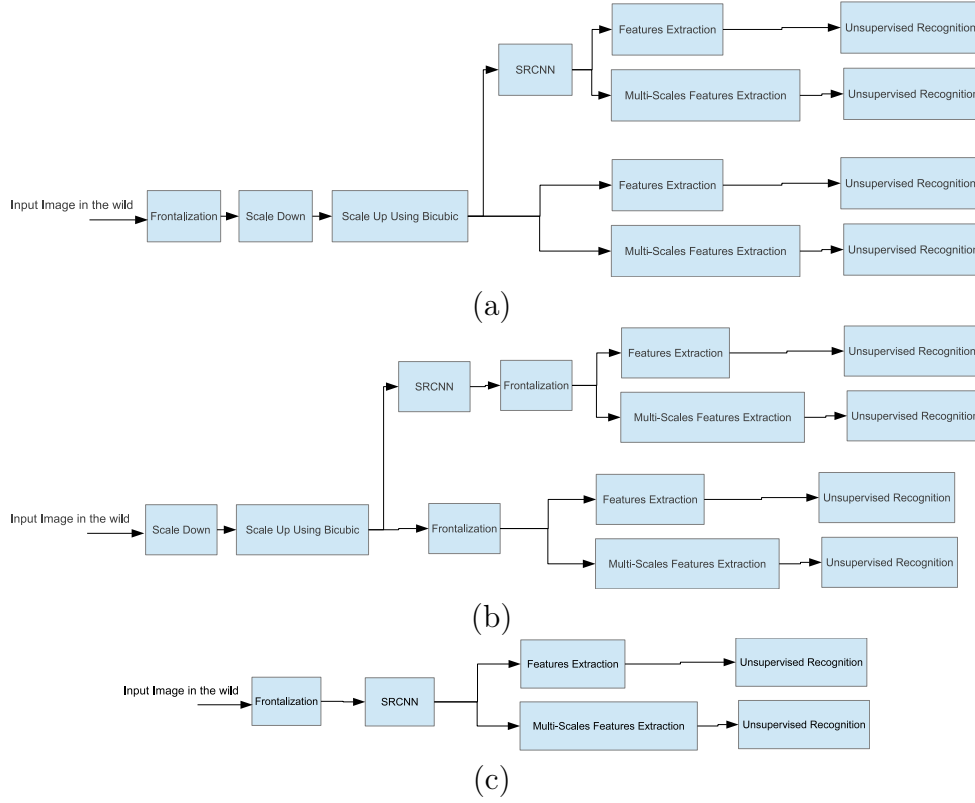 Features Extraction
Unsupervised Recognition
SRCNN
Multi-Scales Features Extraction
Unsupervised Recognition
Features Extraction
Unsupervised Recognition
Input Image in the wild
Frontalization
Scale Down
Scale Up Using Bicubic
Multi-Scales Features Extraction
Unsupervised Recognition
(a)
Features Extraction
Unsupervised Recognition
SRCNN
Frontalization
Multi-Scales Features Extraction
Unsupervised Recognition
Features Extraction
Unsupervised Recognition
Input Image in the wild
Scale Down
Scale Up Using Bicubic
Frontalization
Multi-Scales Features Extraction
Unsupervised Recognition
(b)
Features Extraction
Unsupervised Recognition
Input Image in the wild
Frontalization
SRCNN
Multi-Scales Features Extraction
Unsupervised Recognition
(c)